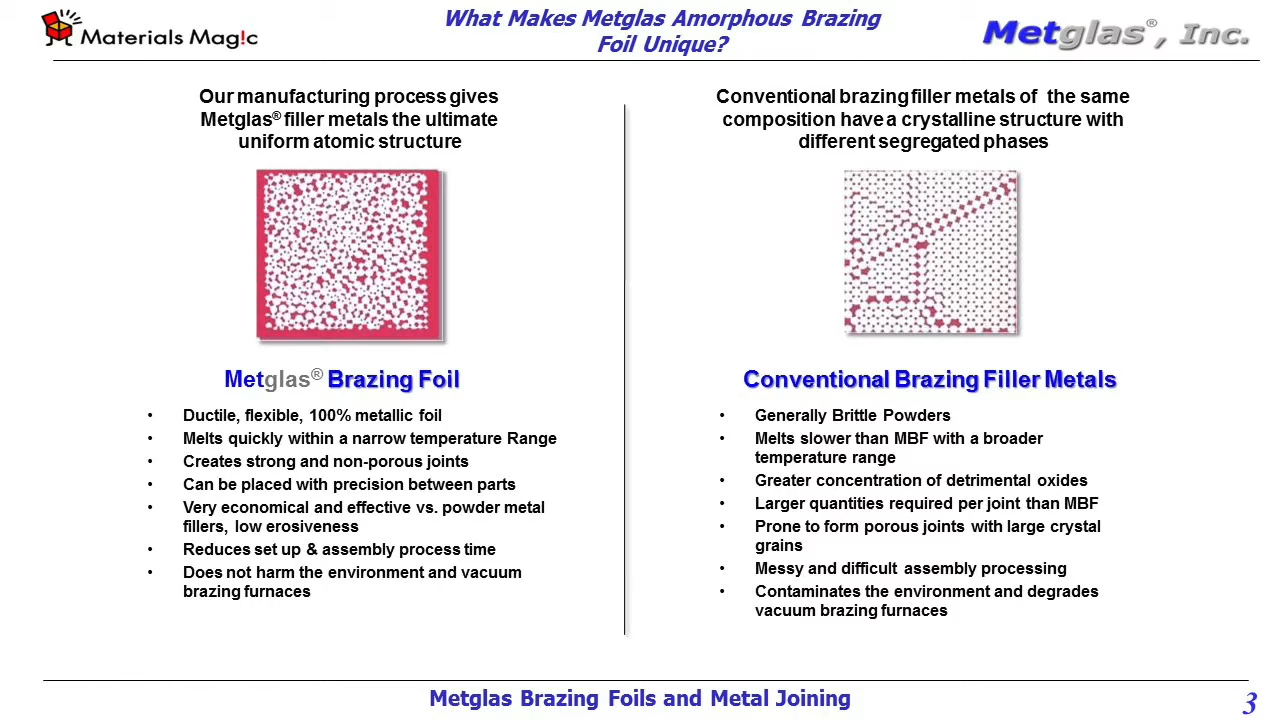 Materials Mag!c
What Makes Metglas Amorphous Brazing
Foil Unique?
Metglas®, Inc.
Our manufacturing process gives
Metglas® filler metals the ultimate
uniform atomic structure
Metglas® Brazing Foil
• Ductile, flexible, 100% metallic foil
• Melts quickly within a narrow temperature Range
• Creates strong and non-porous joints
• Can be placed with precision between parts
• Very economical and effective vs. powder metal
fillers, low erosiveness
• Reduces set up & assembly process time
• Does not harm the environment and vacuum
brazing furnaces
Conventional brazing filler metals of the same
composition have a crystalline structure with
different segregated phases
Conventional Brazing Filler Metals
• Generally Brittle Powders
• Melts slower than MBF with a broader
temperature range
• Greater concentration of detrimental oxides
• Larger quantities required per joint than MBF
• Prone to form porous joints with large crystal
grains
• Messy and difficult assembly processing
• Contaminates the environment and degrades
vacuum brazing furnaces
Metglas Brazing Foils and Metal Joining
3